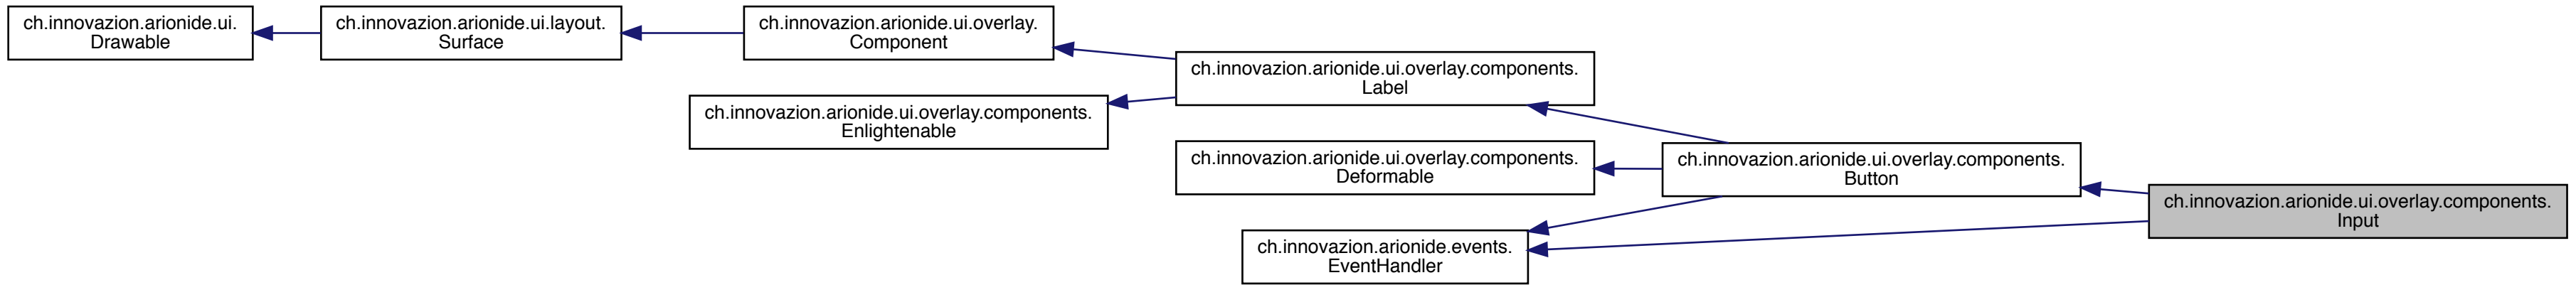 ch.innovazion.arionide.ui.
Drawable
ch.innovazion.arionide.ui.layout.
Surface
ch.innovazion.arionide.ui.overlay.
Component
ch.innovazion.arionide.ui.overlay.components.
Label
ch.innovazion.arionide.ui.overlay.components.
Enlightenable
ch.innovazion.arionide.ui.overlay.components.
Deformable
ch.innovazion.arionide.ui.overlay.components.
Button
ch.innovazion.arionide.ui.overlay.components.
Input
ch.innovazion.arionide.events.
EventHandler